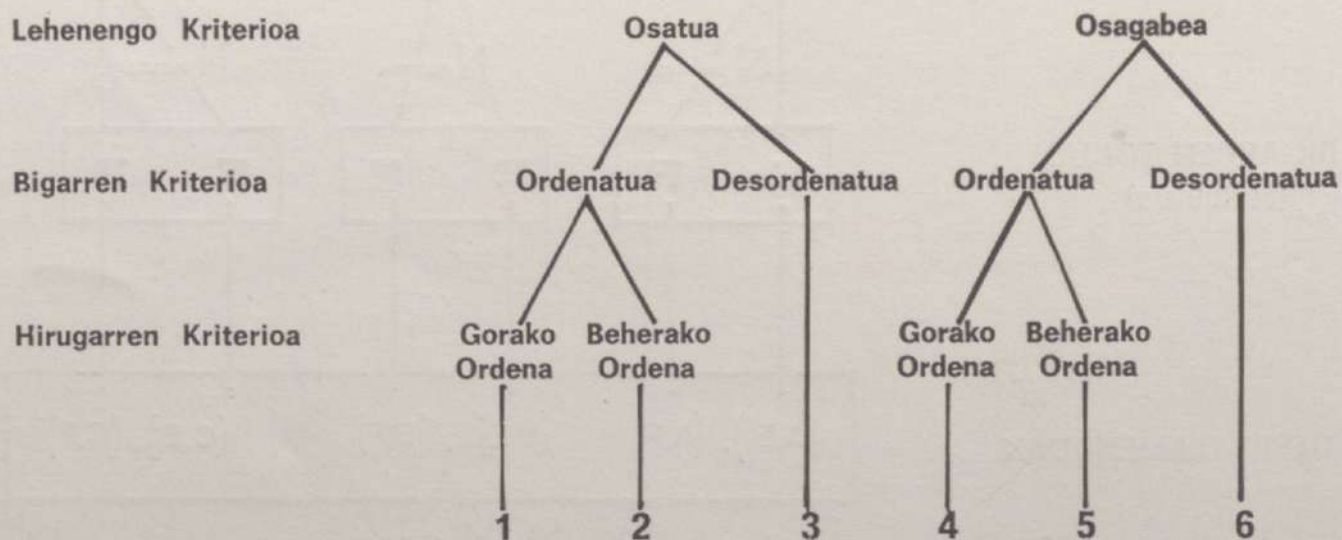 Lehenengo Kriterioa Osatua Osagabea
Bigarren Kriterioa Ordenatua Desordenatua Ordenatua Desordenatua
Hirugarren Kriterioa Gorako Beherako Gorako Beherako
Ordena Ordena Ordena Ordena
1 2 3 4 5 6